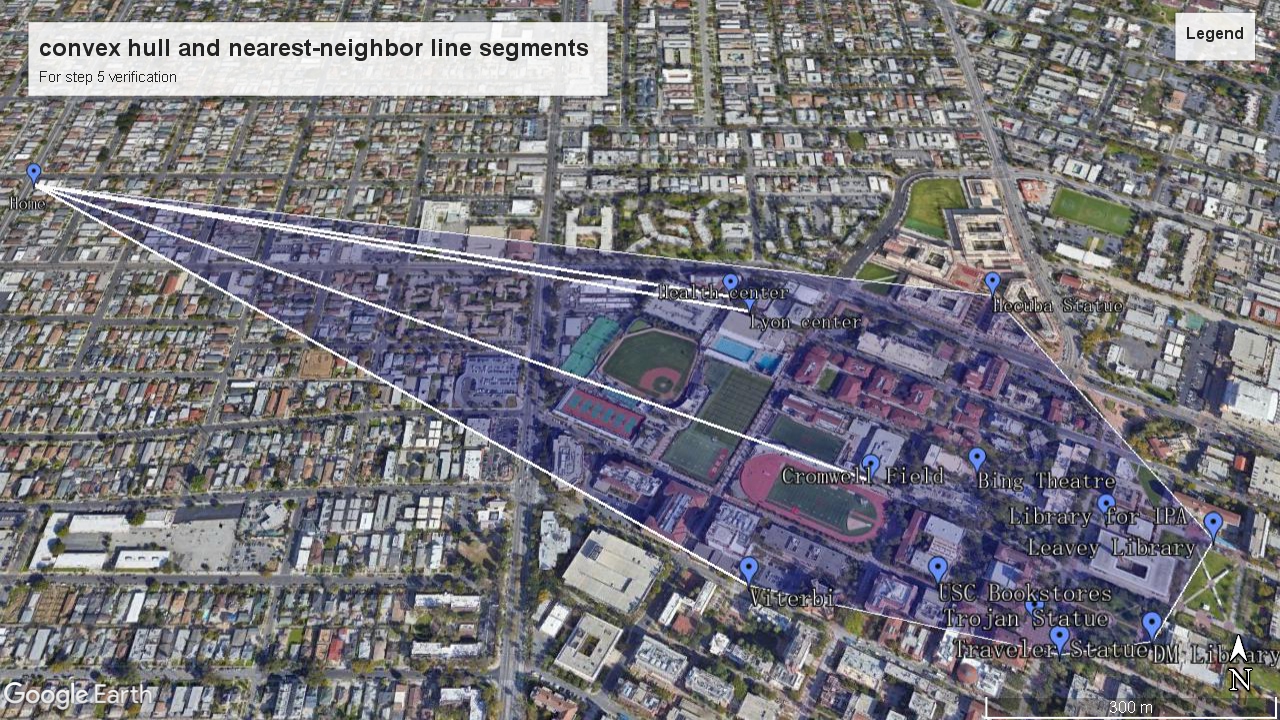 convex hull and nearest-neighbor line segments
For step 5 verification
Legend
Home
Health center
Hecuba Statue
Lyon center
Cromwell Field
Bing Theatre
Library for IPA
Leavey Library
Viterbi
USC Bookstores
Trojan Statue
Traveler Statue
DM Library
Google Earth
N
300 m